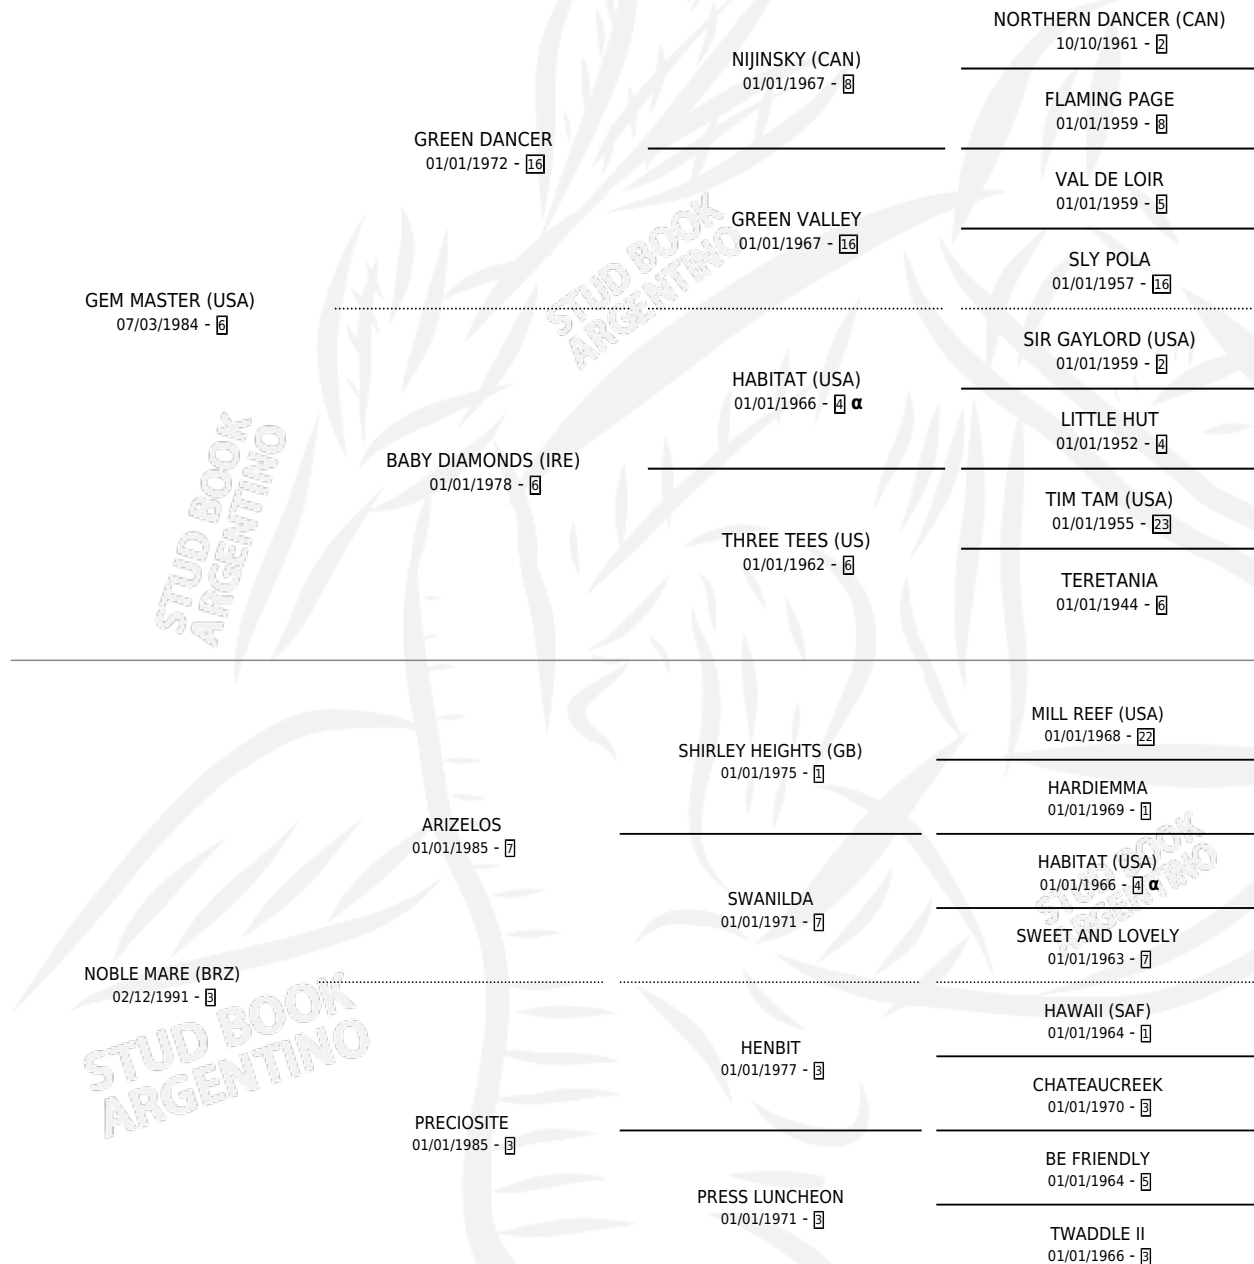 NORTHERN DANCER (CAN)
10/10/1961 - 2
NIJINSKY (CAN)
01/01/1967 - 8
FLAMING PAGE
01/01/1959 - 8
GREEN DANCER
01/01/1972 - 16
VAL DE LOIR
01/01/1959 - 5
GREEN VALLEY
01/01/1967 - 16
SLY POLA
01/01/1957 - 16
GEM MASTER (USA)
07/03/1984 - 6
SIR GAYLORD (USA)
01/01/1959 - 2
HABITAT (USA)
01/01/1966 - 4 α
LITTLE HUT
01/01/1952 - 4
BABY DIAMONDS (IRE)
01/01/1978 - 6
TIM TAM (USA)
01/01/1955 - 23
THREE TEES (US)
01/01/1962 - 6
TERETANIA
01/01/1944 - 6
MILL REEF (USA)
01/01/1968 - 22
SHIRLEY HEIGHTS (GB)
01/01/1975 - 1
HARDIEMMA
01/01/1969 - 1
ARIZELOS
01/01/1985 - 7
HABITAT (USA)
01/01/1966 - 4 α
SWANILDA
01/01/1971 - 7
SWEET AND LOVELY
01/01/1963 - 7
NOBLE MARE (BRZ)
02/12/1991 - 3
HAWAII (SAF)
01/01/1964 - 1
HENBIT
01/01/1977 - 3
CHATEAUCREEK
01/01/1970 - 3
PRECIOSITE
01/01/1985 - 3
BE FRIENDLY
01/01/1964 - 5
PRESS LUNCHEON
01/01/1971 - 3
TWADDLE II
01/01/1966 - 3
STUD BOOK
ARGENTINO
STUD BOOK
ARGENTINO
STUD BOOK
ARGENTINO
STUD BOOK
ARGENTINO